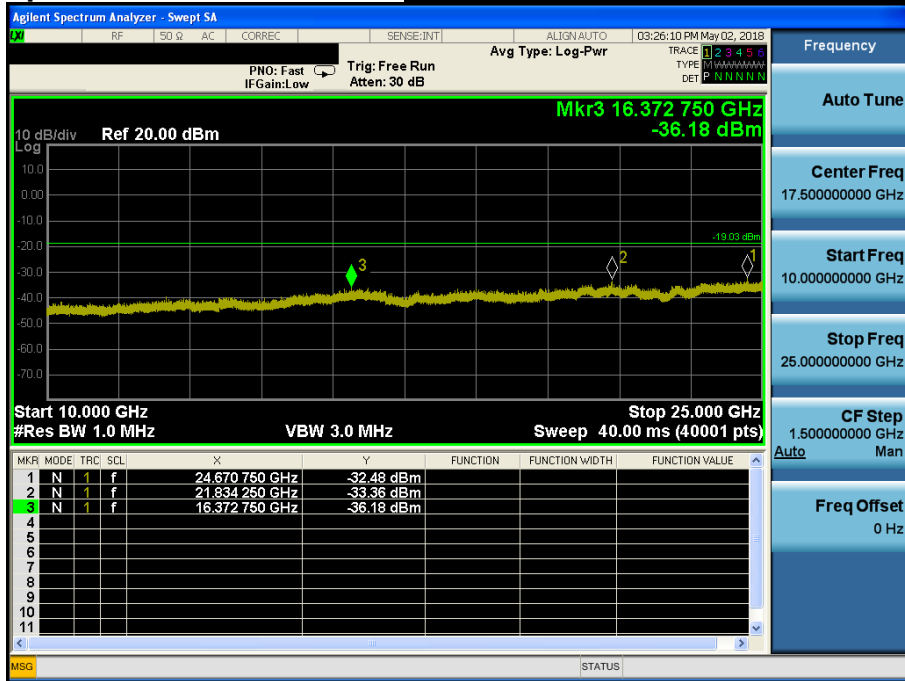 Agilent Spectrum Analyzer - Swept SA
LXI RF 50 Ω AC CORREC SENSE:INT ALIGNAUTO 03:26:10 PM May 02, 2018
Avg Type: Log-Pwr TRACE 1 2 3 4 5 6
PNO: Fast Trig: Free Run TYPE M WWWWW
IFGain:Low Atten: 30 dB DET P N N N N N
Mkr3 16.372 750 GHz
-36.18 dBm
10 dB/div Ref 20.00 dBm
Log
10.0
0.00
-10.0
-20.0
-30.0
-40.0
-50.0
-60.0
-70.0
-19.03 dBm
3
2
1
Start 10.000 GHz Stop 25.000 GHz
#Res BW 1.0 MHz VBW 3.0 MHz Sweep 40.00 ms (40001 pts)
MKR MODE TRC SCL X Y FUNCTION FUNCTION WIDTH FUNCTION VALUE
1 N 1 f 24.670 750 GHz -32.48 dBm
2 N 1 f 21.834 250 GHz -33.36 dBm
3 N 1 f 16.372 750 GHz -36.18 dBm
4
5
6
7
8
9
10
11
MSG STATUS
Frequency
Auto Tune
Center Freq
17.500000000 GHz
Start Freq
10.000000000 GHz
Stop Freq
25.000000000 GHz
CF Step
1.500000000 GHz
Auto Man
Freq Offset
0 Hz